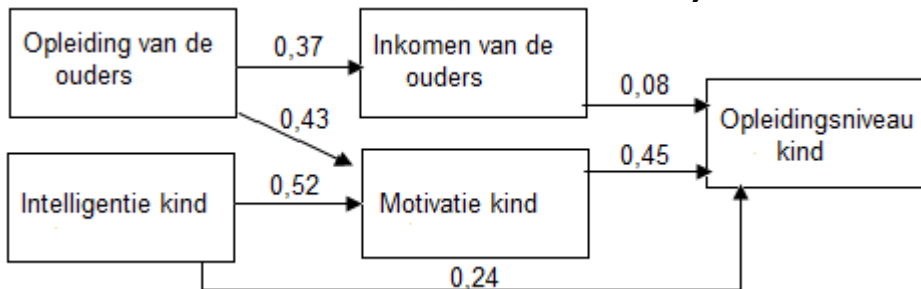 Opleiding van de
ouders
0,37
Inkomen van de
ouders
0,08
0,43
Opleidingsniveau
kind
Intelligentie kind
0,52
Motivatie kind
0,45
0,24